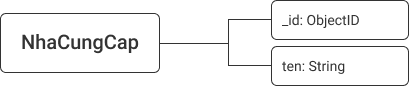 NhaCungCap
_id: ObjectID
ten: String